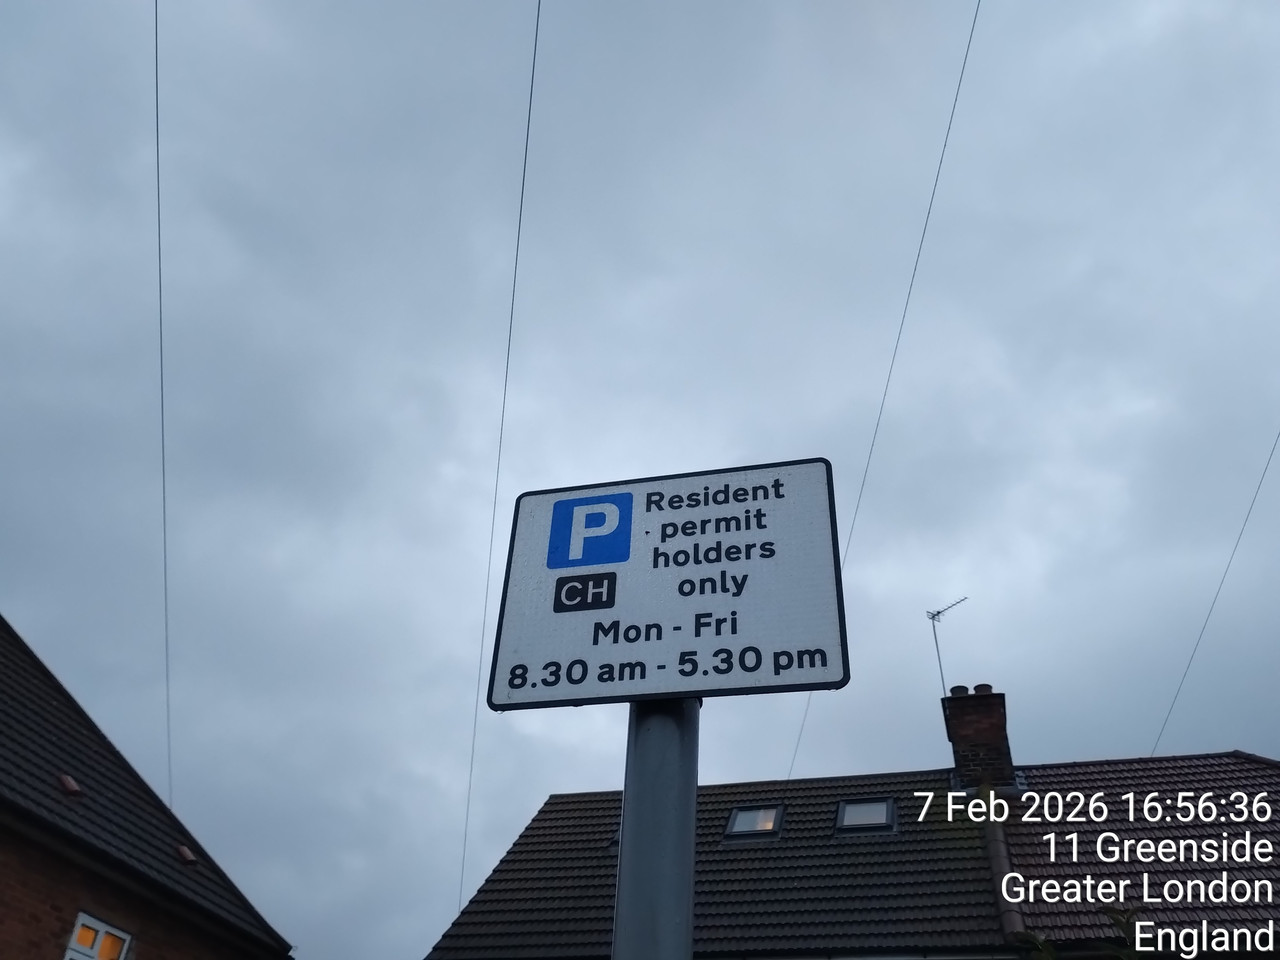 P
CH
Resident
permit
holders
only
Mon - Fri
8.30 am - 5.30 pm
7 Feb 2026 16:56:36
11 Greenside
Greater London
England